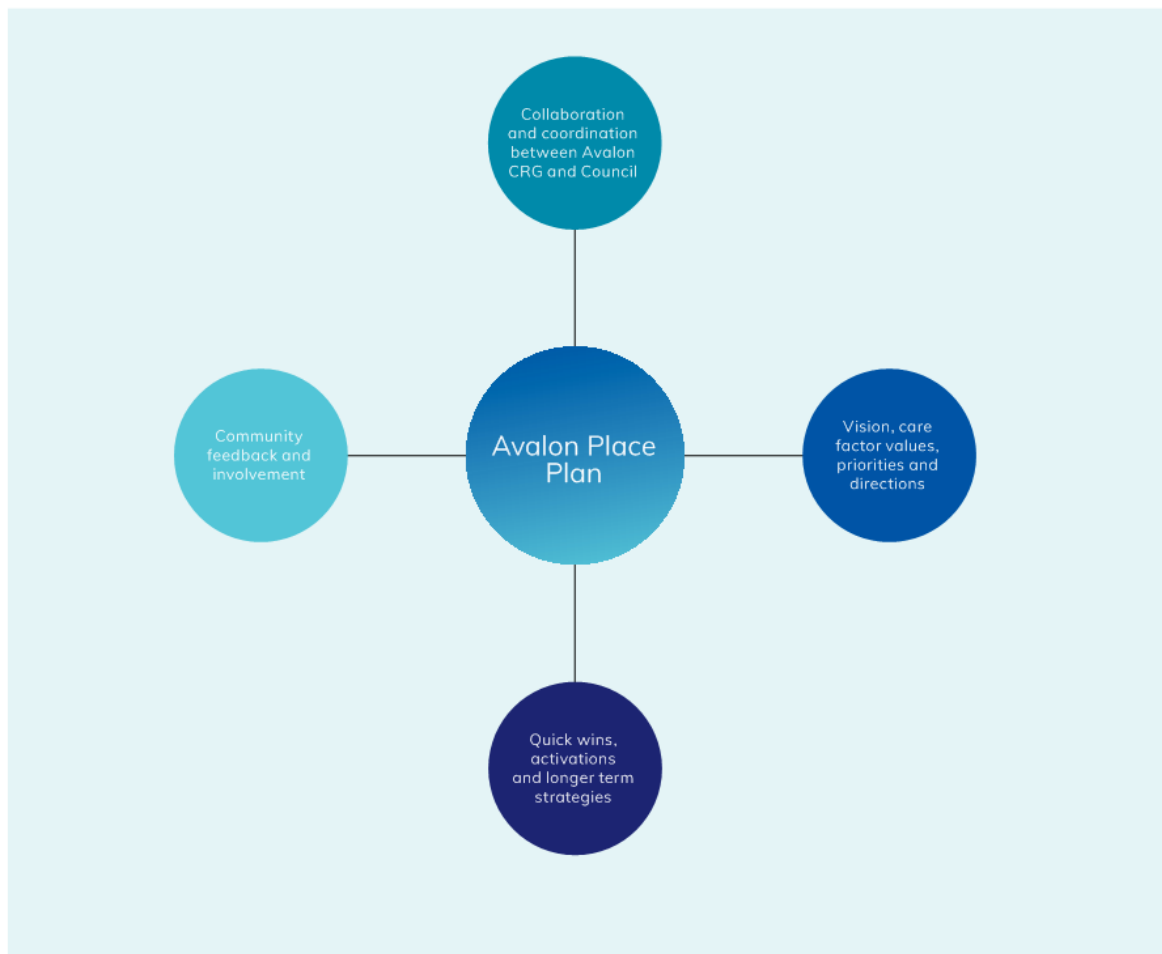 Collaboration
and coordination
between Avalon
CRG and Council
Community
feedback and
involvement
Avalon Place
Plan
Vision, care
factor values,
priorities and
directions
Quick wins,
activations
and longer term
strategies